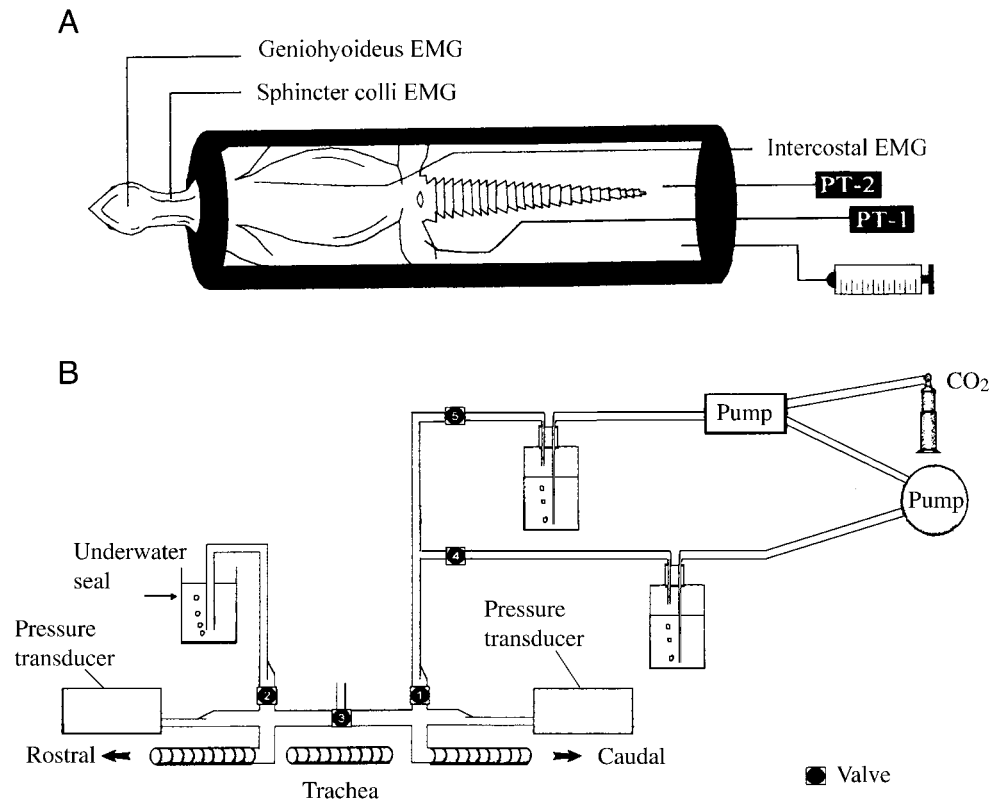 A
Geniohyoideus EMG
Sphincter colli EMG
Intercostal EMG
PT-2
PT-1
B
CO2
Pump
5
Pump
4
Underwater
seal
Pressure
transducer
Pressure
transducer
2
1
3
Rostral
Caudal
Trachea
Valve